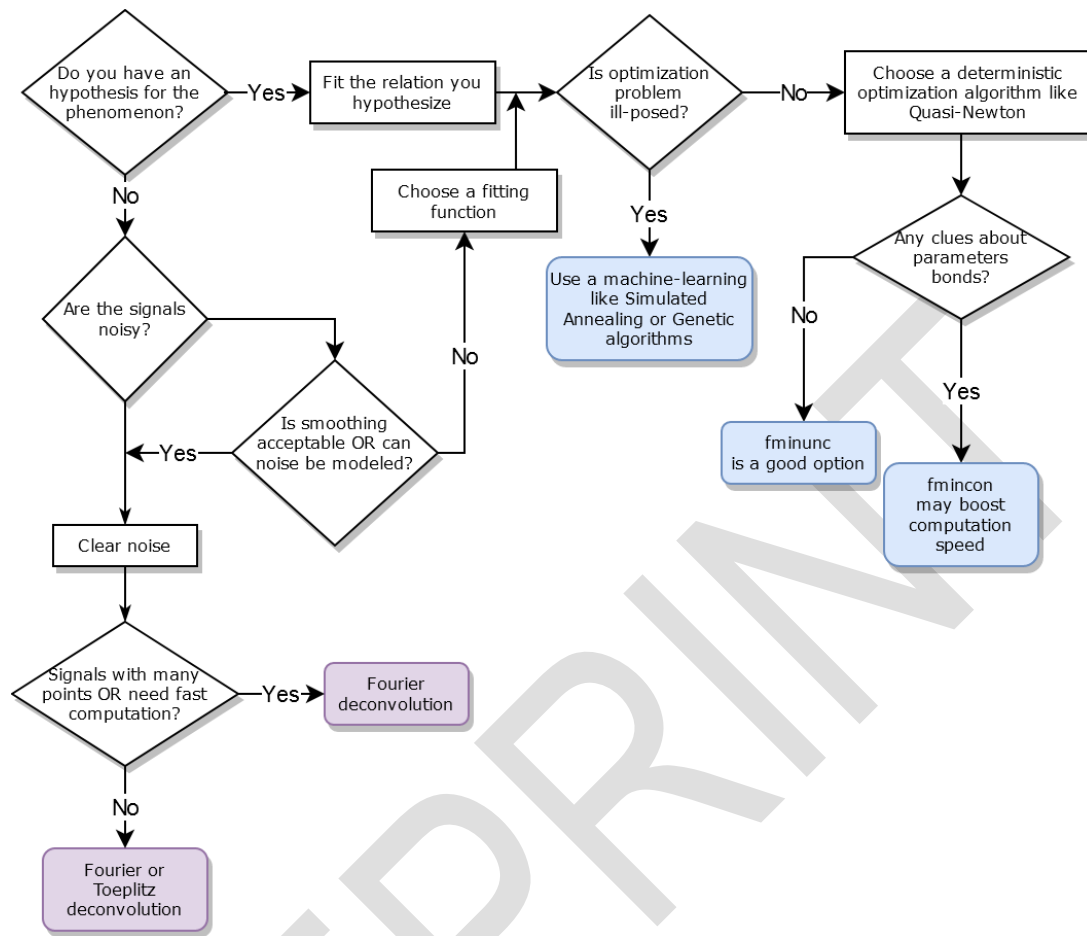 Do you have an
hypothesis for the
phenomenon?
Yes
Fit the relation you
hypothesize
Is optimization
problem
ill-posed?
No
Choose a deterministic
optimization algorithm like
Quasi-Newton
No
Choose a fitting
function
Yes
Any clues about
parameters
bonds?
Are the signals
noisy?
Use a machine-learning
like Simulated
Annealing or Genetic
algorithms
No
No
Yes
Is smoothing
acceptable OR can
noise be modeled?
Yes
fminunc
is a good option
fmincon
may boost
computation
speed
Clear noise
Signals with many
points OR need fast
computation?
Yes
Fourier
deconvolution
No
Fourier or
Toeplitz
deconvolution